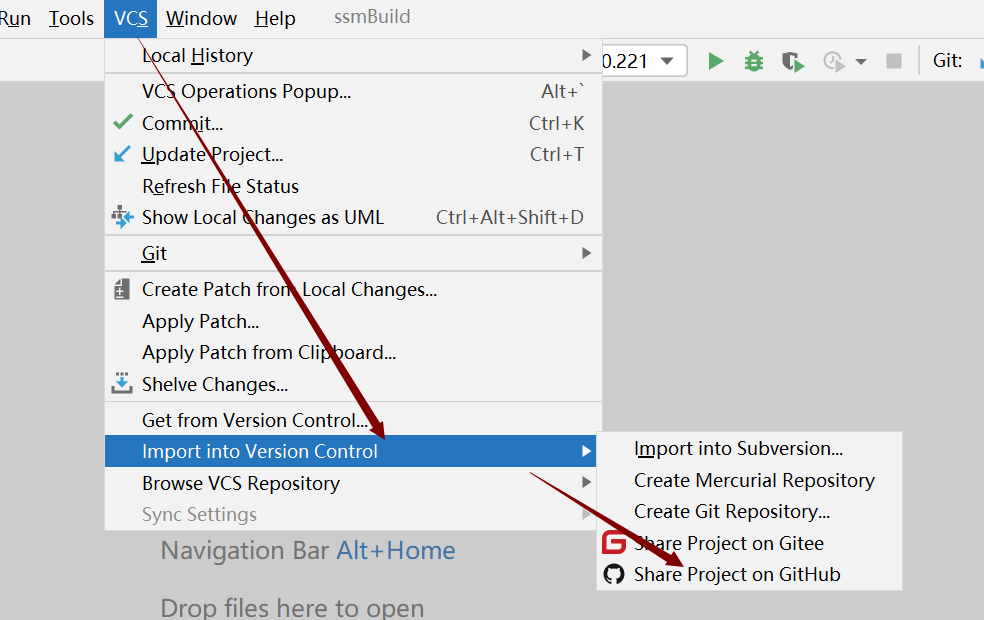 Run Tools VCS Window Help ssmBuild
0.221 Git:
Local History
VCS Operations Popup... Alt+`
Commit... Ctrl+K
Update Project... Ctrl+T
Refresh File Status
Show Local Changes as UML Ctrl+Alt+Shift+D
Git
Create Patch from Local Changes...
Apply Patch...
Apply Patch from Clipboard...
Shelve Changes...
Get from Version Control...
Import into Version Control
Browse VCS Repository
Sync Settings
Import into Subversion...
Create Mercurial Repository
Create Git Repository...
Share Project on Gitee
Share Project on GitHub
Navigation Bar Alt+Home
Drop files here to open